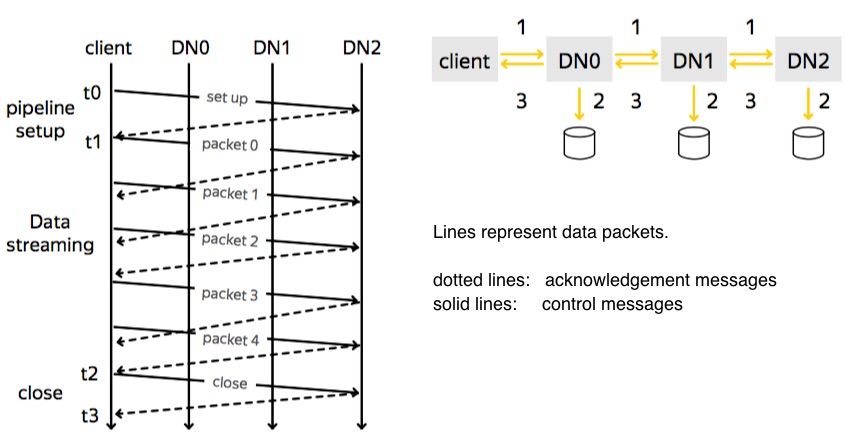 client DN0 DN1 DN2
t0
set up
pipeline
setup
t1
packet 0
packet 1
Data
streaming
packet 2
packet 3
packet 4
t2
close
close
t3
1 1 1
client DN0 DN1 DN2
3 2 3 2 3 2
Lines represent data packets.
dotted lines: acknowledgement messages
solid lines: control messages